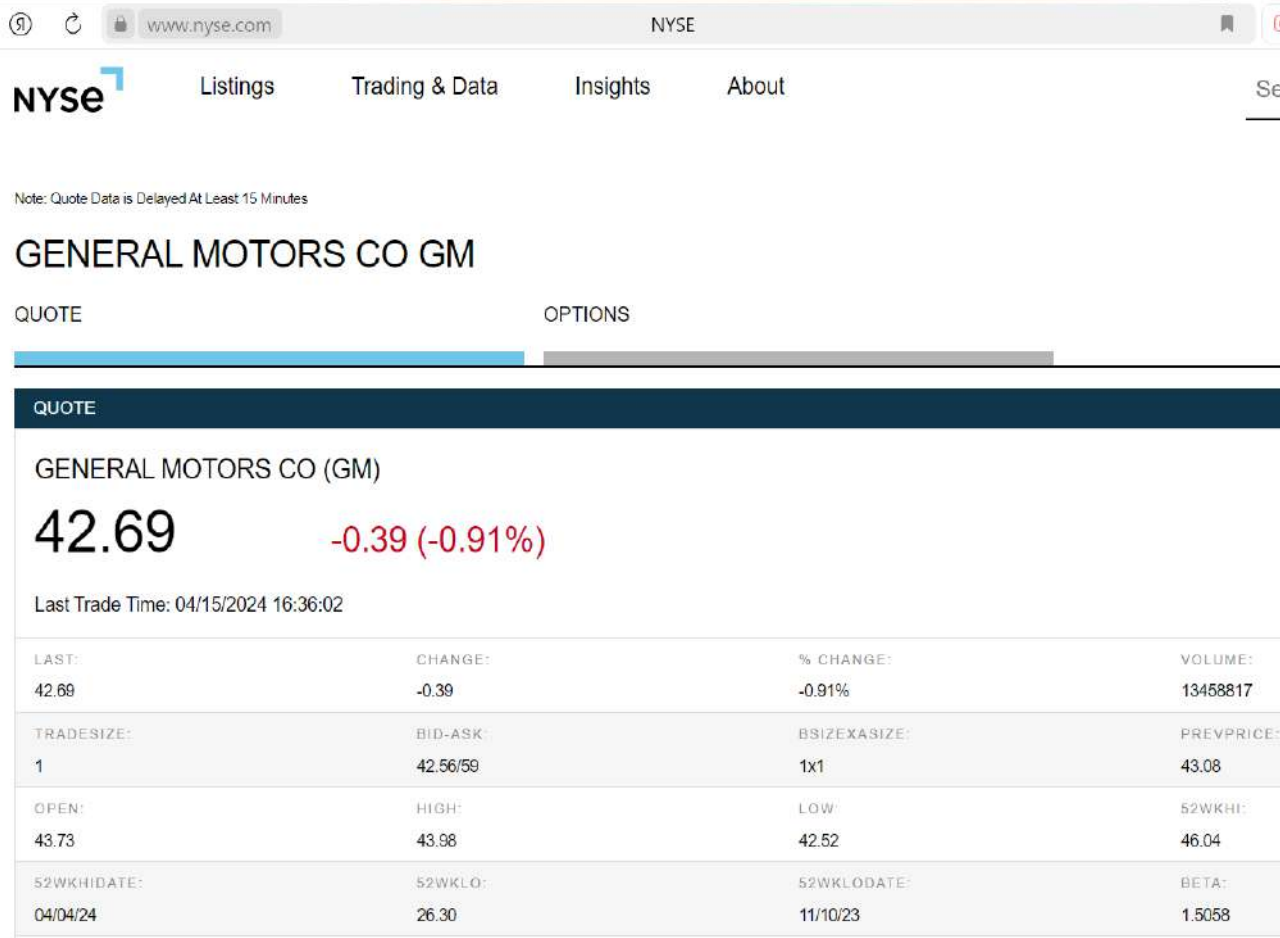 www.nyse.com NYSE
NYSE Listings Trading & Data Insights About Se
Note: Quote Data is Delayed At Least 15 Minutes
GENERAL MOTORS CO GM
QUOTE OPTIONS
QUOTE
GENERAL MOTORS CO (GM)
42.69 -0.39 (-0.91%)
Last Trade Time: 04/15/2024 16:36:02
LAST: CHANGE: % CHANGE: VOLUME:
42.69 -0.39 -0.91% 13458817
TRADESIZE: BID-ASK: BSIZEXASIZE: PREVPRICE:
1 42.56/59 1x1 43.08
OPEN: HIGH: LOW: 52WKHI:
43.73 43.98 42.52 46.04
52WKHIDATE: 52WKLO: 52WKLODATE: BETA:
04/04/24 26.30 11/10/23 1.5058